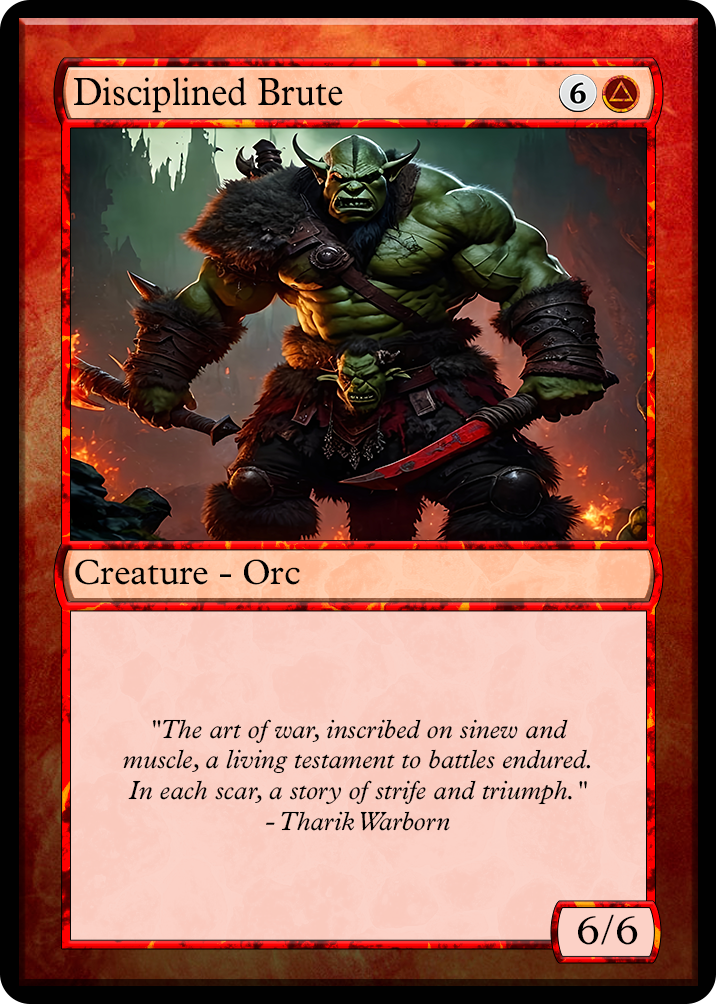 Disciplined Brute 6
Creature - Orc
"The art of war, inscribed on sinew and
muscle, a living testament to battles endured.
In each scar, a story of strife and triumph."
- Tharik Warborn
6/6